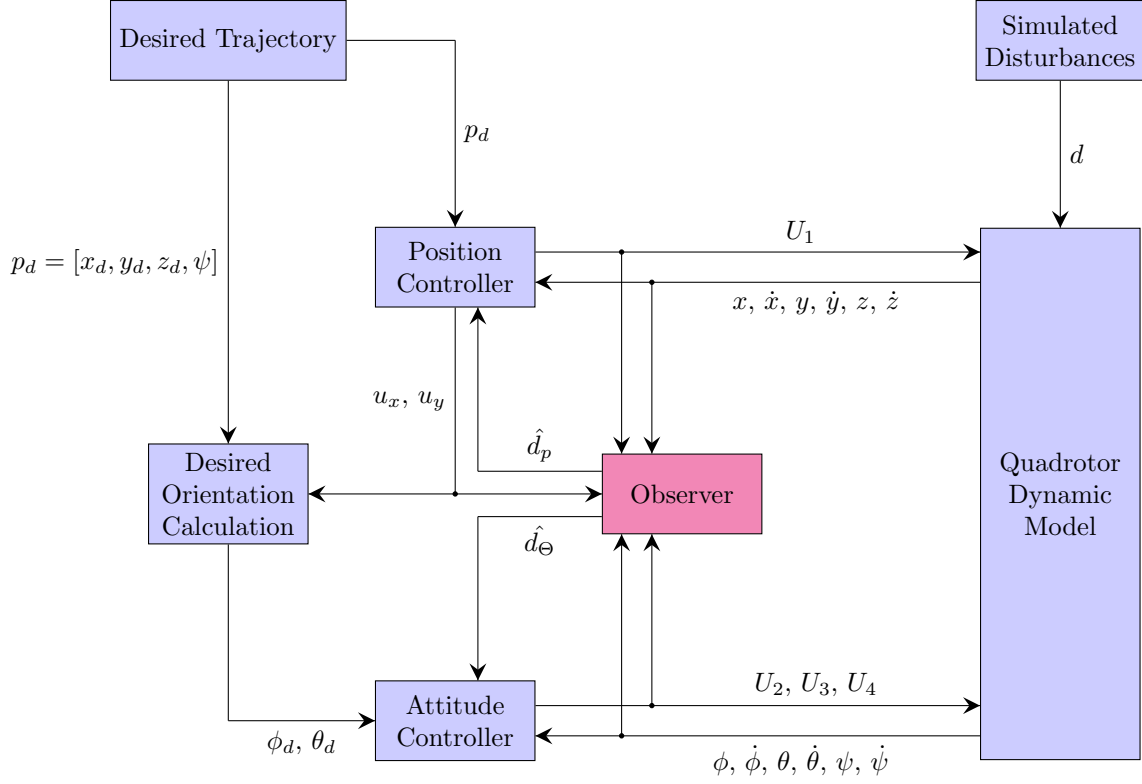 Desired Trajectory
Simulated
Disturbances
p_d
d
p_d = [x_d, y_d, z_d, ψ]
Position
Controller
U_1
x, ẋ, y, ẏ, z, ż
u_x, u_y
d̂_p
Desired
Orientation
Calculation
Observer
Quadrotor
Dynamic
Model
d̂_Θ
Attitude
Controller
U_2, U_3, U_4
ϕ_d, θ_d
ϕ, ϕ̇, θ, θ̇, ψ, ψ̇